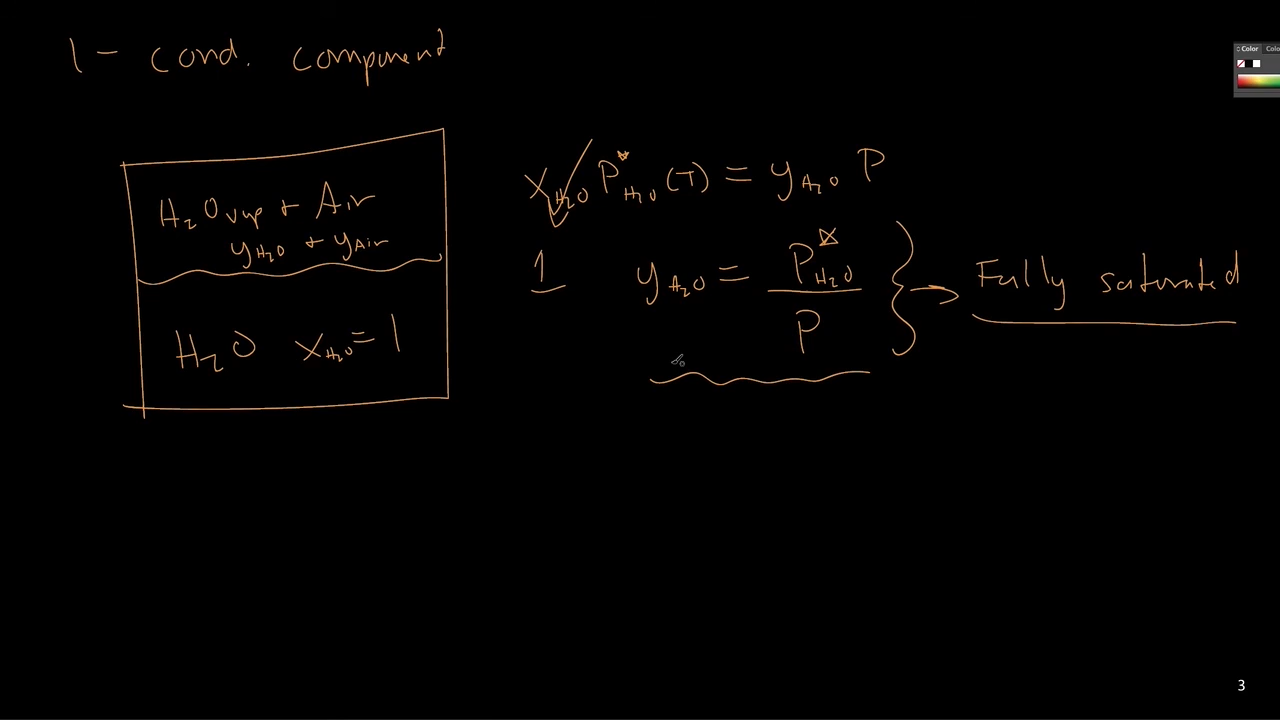 1 - cond. component
H₂O vap + Air
y_H₂O + y_Air
H₂O x_H₂O = 1
x_H₂O P*_H₂O (T) = y_H₂O P
1 y_H₂O = P*_H₂O / P } → Fully saturated
Color
3